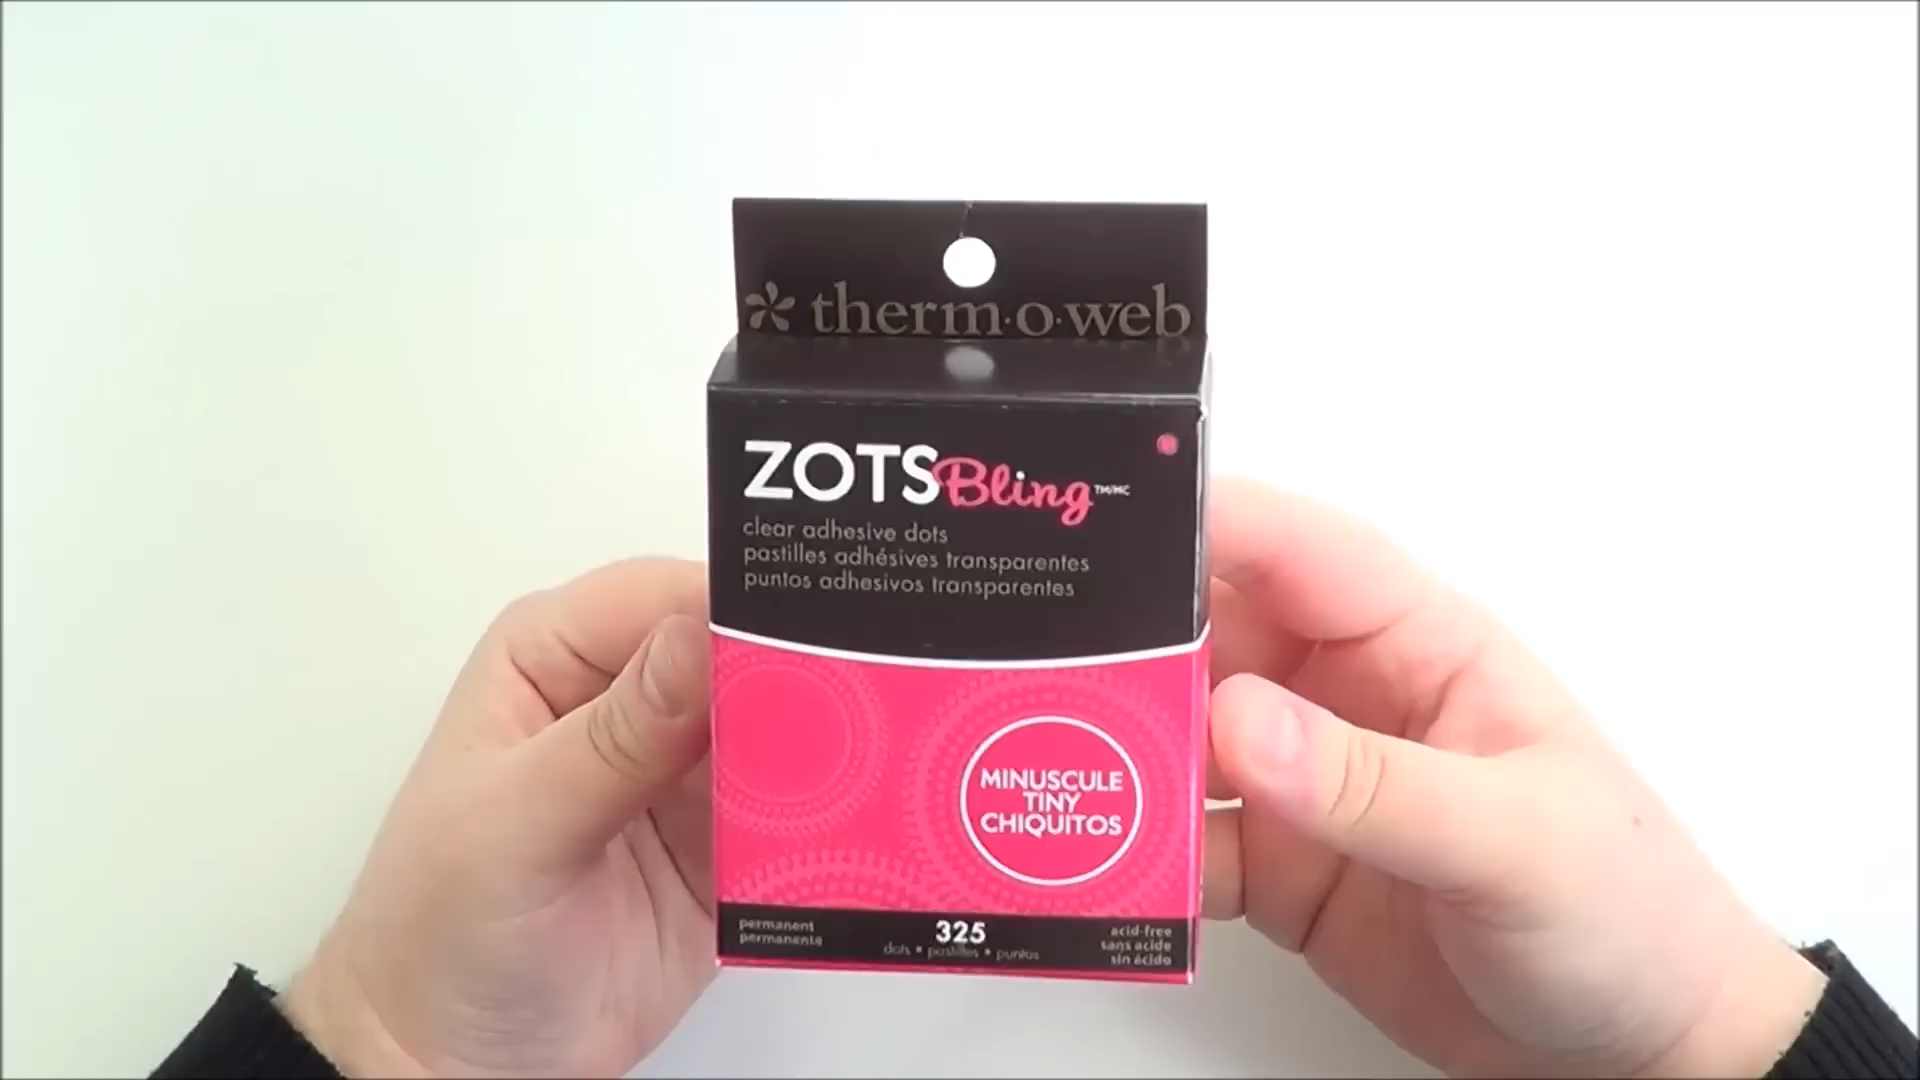 therm·o·web
ZOTS Bling TM/MC
clear adhesive dots
pastilles adhésives transparentes
puntos adhesivos transparentes
MINUSCULE
TINY
CHIQUITOS
permanent
permanente
325
dots • pastilles • puntos
acid-free
sans acide
sin ácido